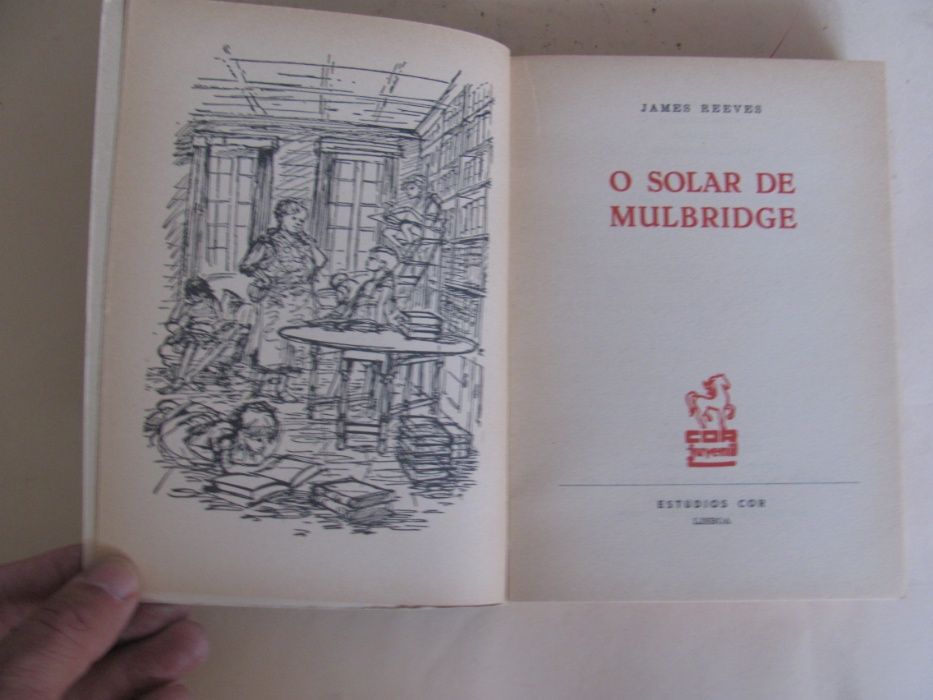 JAMES REEVES
O SOLAR DE
MULBRIDGE
COR
juvenil
ESTÚDIOS COR
LISBOA